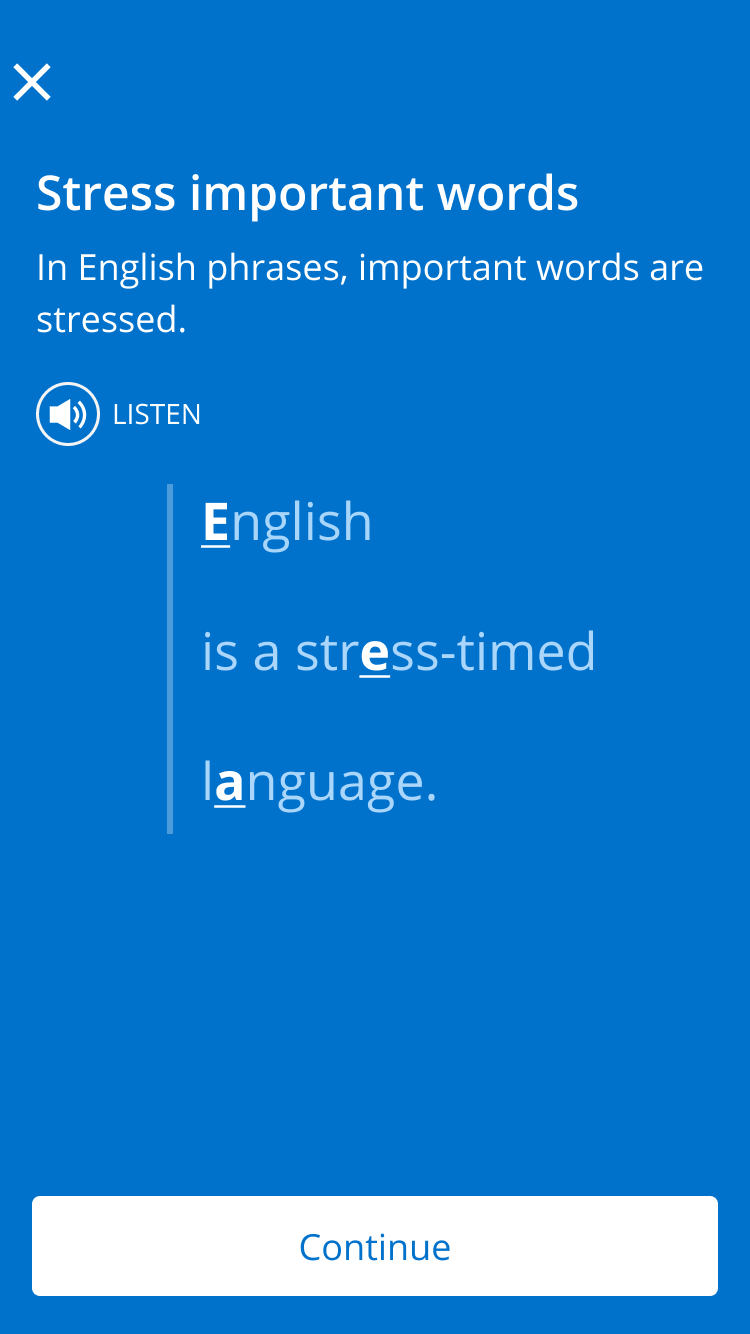 Stress important words
In English phrases, important words are
stressed.
LISTEN
English
is a stress-timed
language.
Continue